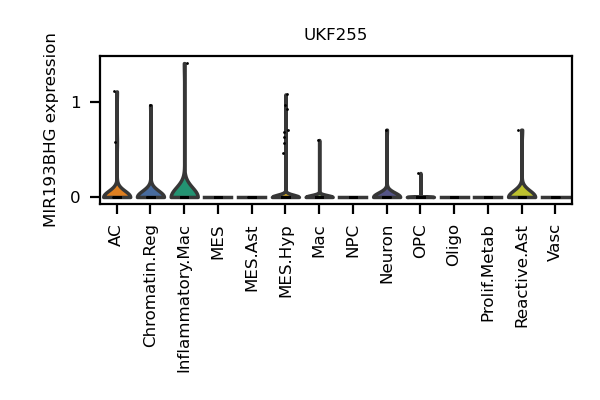 UKF255
MIR193BHG expression
1
0
AC
Chromatin.Reg
Inflammatory.Mac
MES
MES.Ast
MES.Hyp
Mac
NPC
Neuron
OPC
Oligo
Prolif.Metab
Reactive.Ast
Vasc